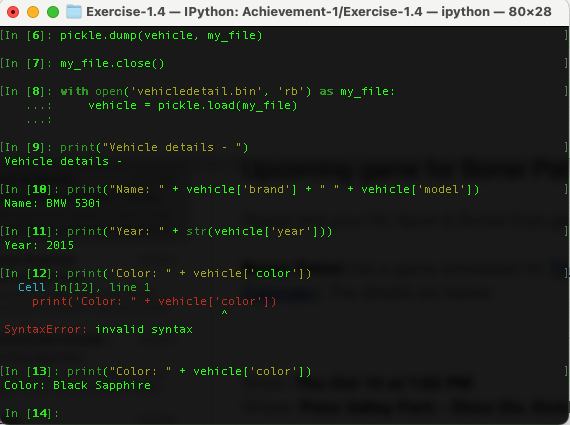 Exercise-1.4 — IPython: Achievement-1/Exercise-1.4 — ipython — 80×28
[In [6]: pickle.dump(vehicle, my_file)]
[In [7]: my_file.close()]
[In [8]: with open('vehicledetail.bin', 'rb') as my_file:
...: vehicle = pickle.load(my_file)
...:
[In [9]: print("Vehicle details - ")]
Vehicle details -
[In [10]: print("Name: " + vehicle['brand'] + " " + vehicle['model'])]
Name: BMW 530i
[In [11]: print("Year: " + str(vehicle['year']))]
Year: 2015
[In [12]: print('Color: " + vehicle['color'])]
Cell In[12], line 1
print('Color: " + vehicle['color'])
^
SyntaxError: invalid syntax
[In [13]: print("Color: " + vehicle['color'])]
Color: Black Sapphire
In [14]: